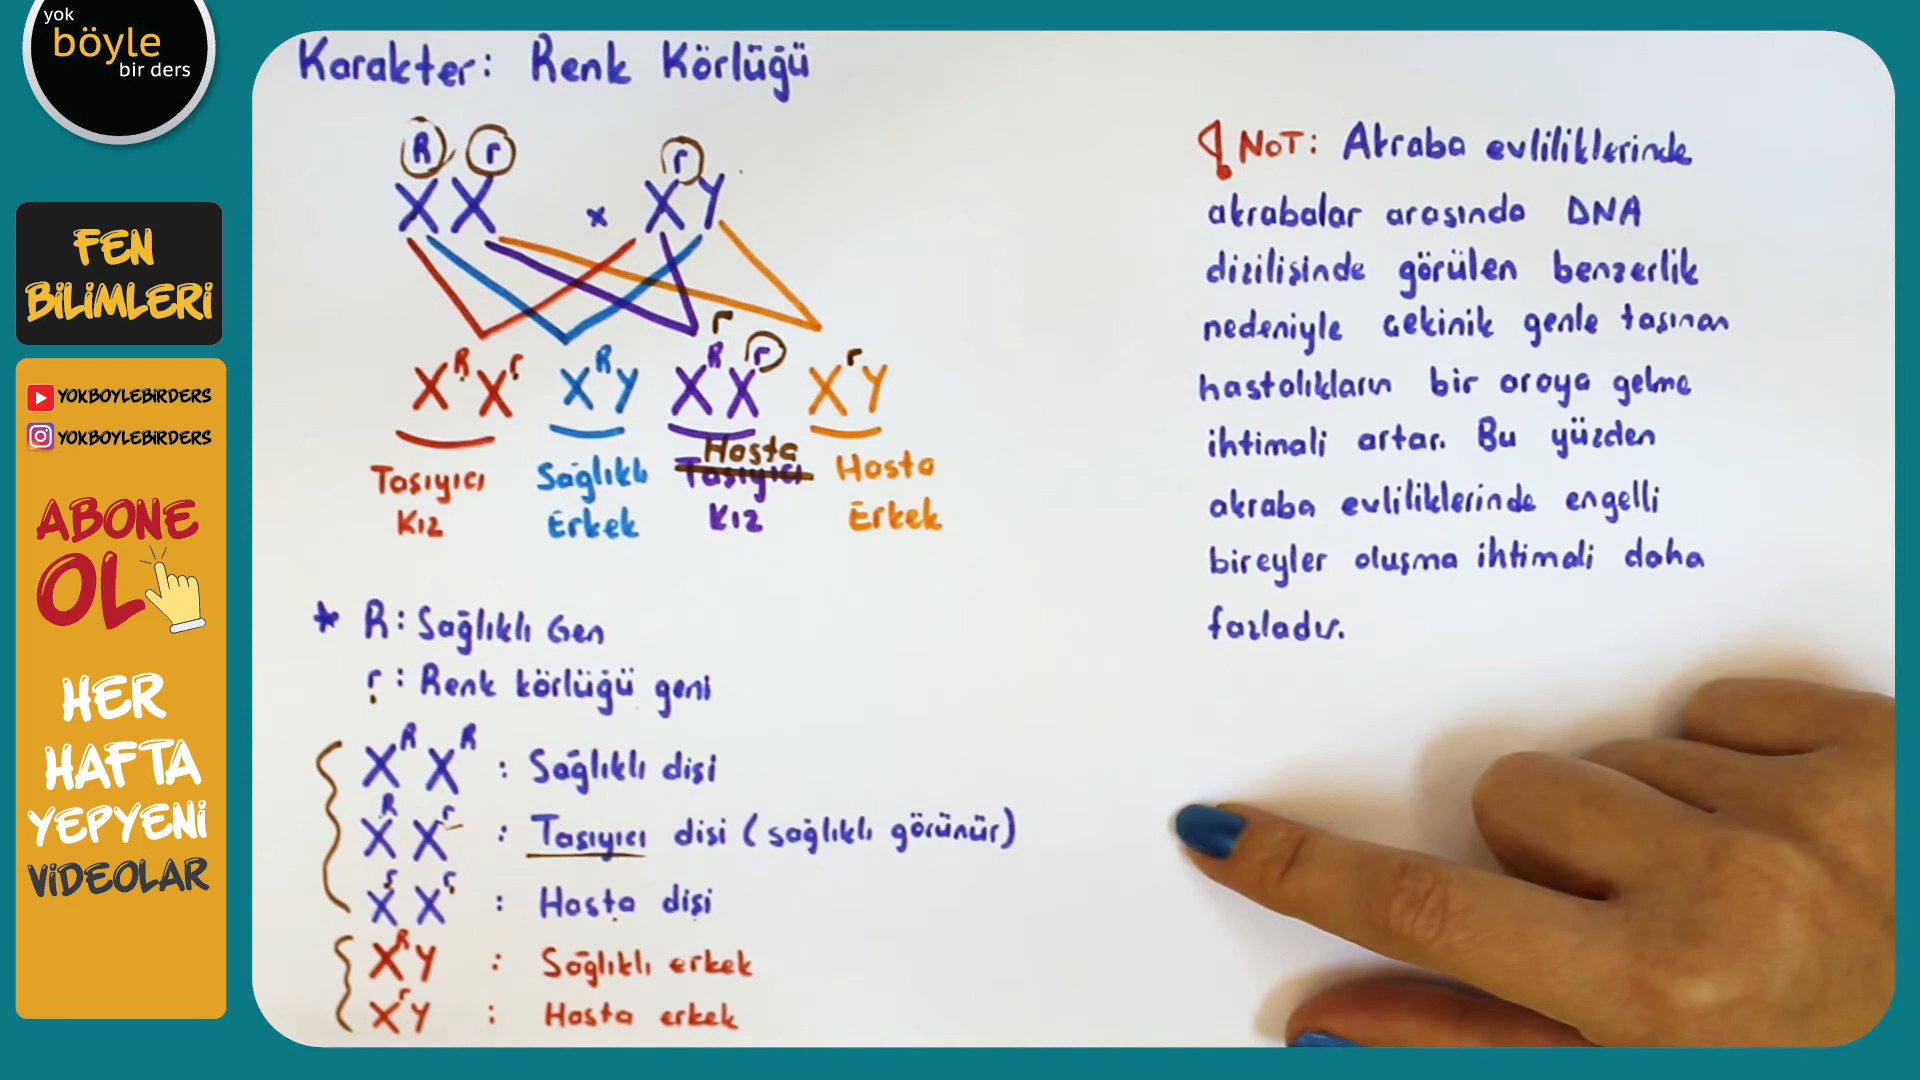 yok
böyle
bir ders
FEN
BİLİMLERİ
YOKBOYLEBIRDERS
YOKBOYLEBIRDERS
ABONE
OL
HER
HAFTA
YEPYENİ
VİDEOLAR
Karakter: Renk Körlüğü
R r r
X X x X Y
r
X^R X^r X^R Y X^R X^r X^r Y
Hasta
Taşıyıcı Sağlıklı Taşıyıcı Hasta
Kız Erkek Kız Erkek
* R: Sağlıklı Gen
r: Renk körlüğü geni
X^R X^R : Sağlıklı dişi
X^R X^r : Taşıyıcı dişi (sağlıklı görünür)
X^r X^r : Hasta dişi
X^R Y : Sağlıklı erkek
X^r Y : Hasta erkek
NOT: Akraba evliliklerinde
akrabalar arasında DNA
dizilişinde görülen benzerlik
nedeniyle çekinik genle taşınan
hastalıkların bir araya gelme
ihtimali artar. Bu yüzden
akraba evliliklerinde engelli
bireyler oluşma ihtimali daha
fazladır.